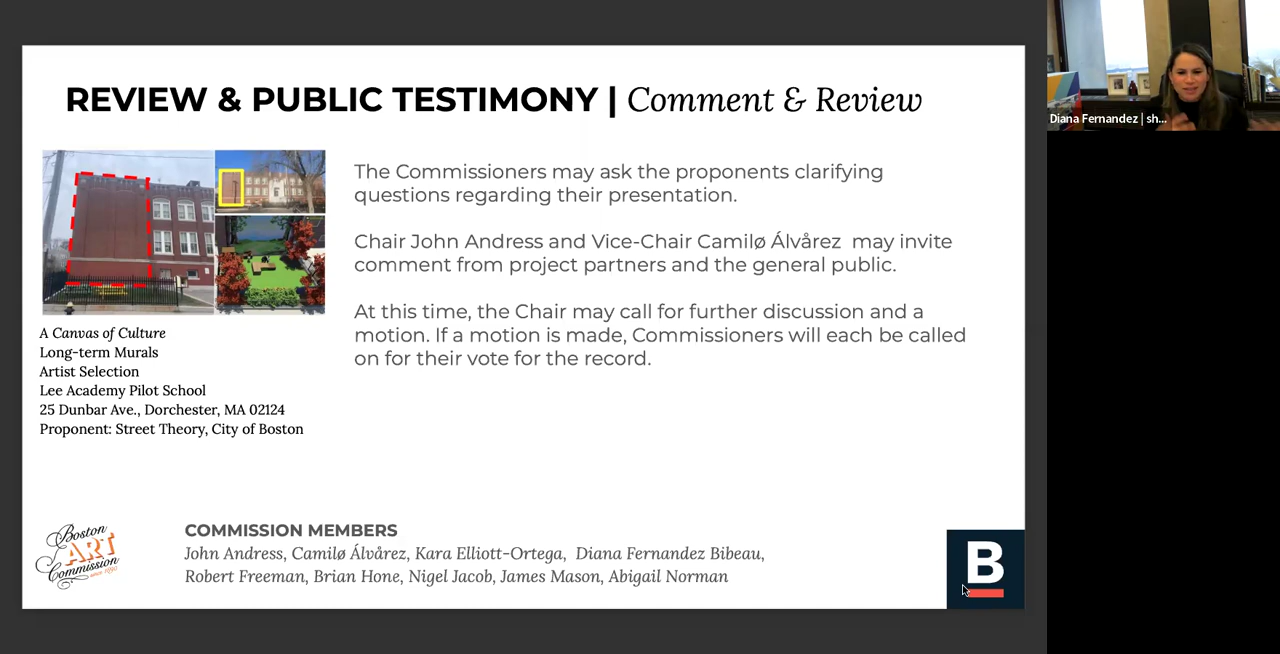 REVIEW & PUBLIC TESTIMONY | Comment & Review
The Commissioners may ask the proponents clarifying
questions regarding their presentation.
Chair John Andress and Vice-Chair Camilø Álvårez may invite
comment from project partners and the general public.
At this time, the Chair may call for further discussion and a
motion. If a motion is made, Commissioners will each be called
on for their vote for the record.
A Canvas of Culture
Long-term Murals
Artist Selection
Lee Academy Pilot School
25 Dunbar Ave., Dorchester, MA 02124
Proponent: Street Theory, City of Boston
Boston
ART
Commission
since 1890
COMMISSION MEMBERS
John Andress, Camilø Álvårez, Kara Elliott-Ortega, Diana Fernandez Bibeau,
Robert Freeman, Brian Hone, Nigel Jacob, James Mason, Abigail Norman
B
Diana Fernandez | sh...